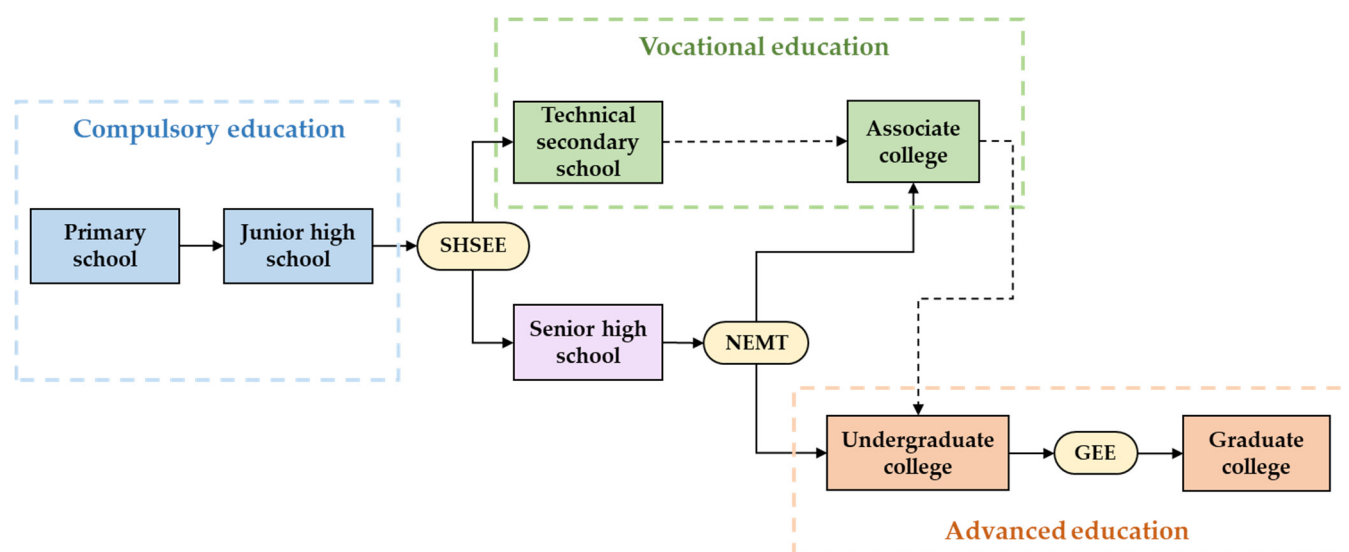 Vocational education
Compulsory education
Technical
secondary
school
Associate
college
Primary
school
Junior high
school
SHSEE
Senior high
school
NEMT
Undergraduate
college
GEE
Graduate
college
Advanced education